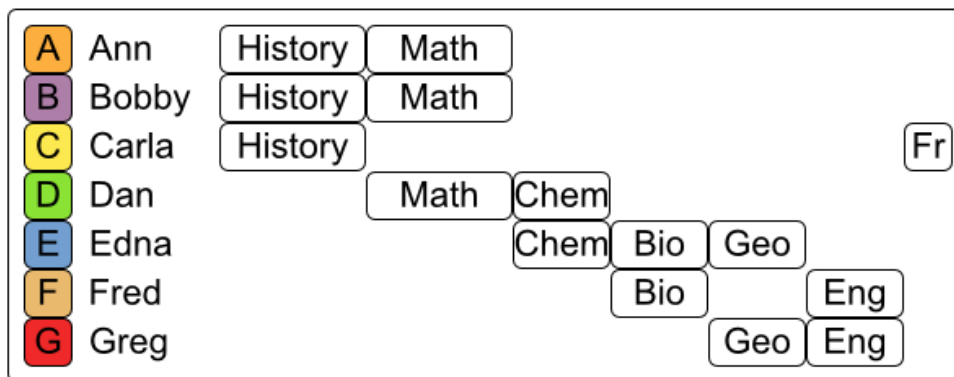 A Ann History Math
B Bobby History Math
C Carla History Fr
D Dan Math Chem
E Edna Chem Bio Geo
F Fred Bio Eng
G Greg Geo Eng